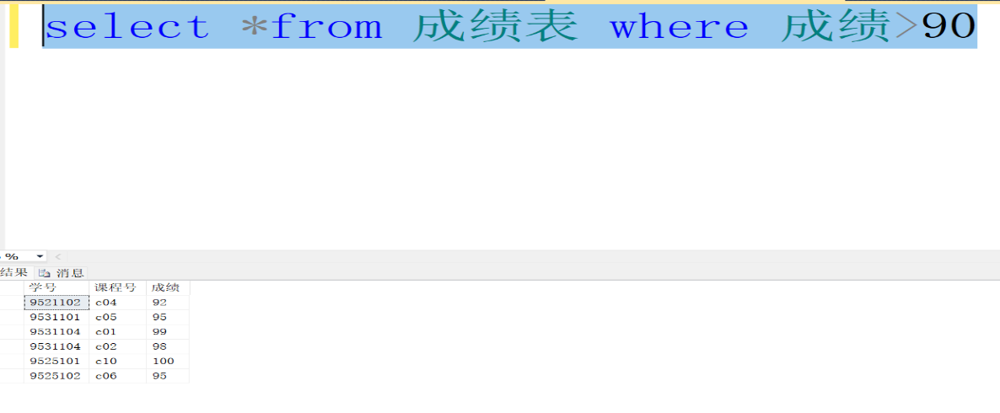 select *from 成绩表 where 成绩>90
%
结果 消息
学号 课程号 成绩
9521102 c04 92
9531101 c05 95
9531104 c01 99
9531104 c02 98
9525101 c10 100
9525102 c06 95